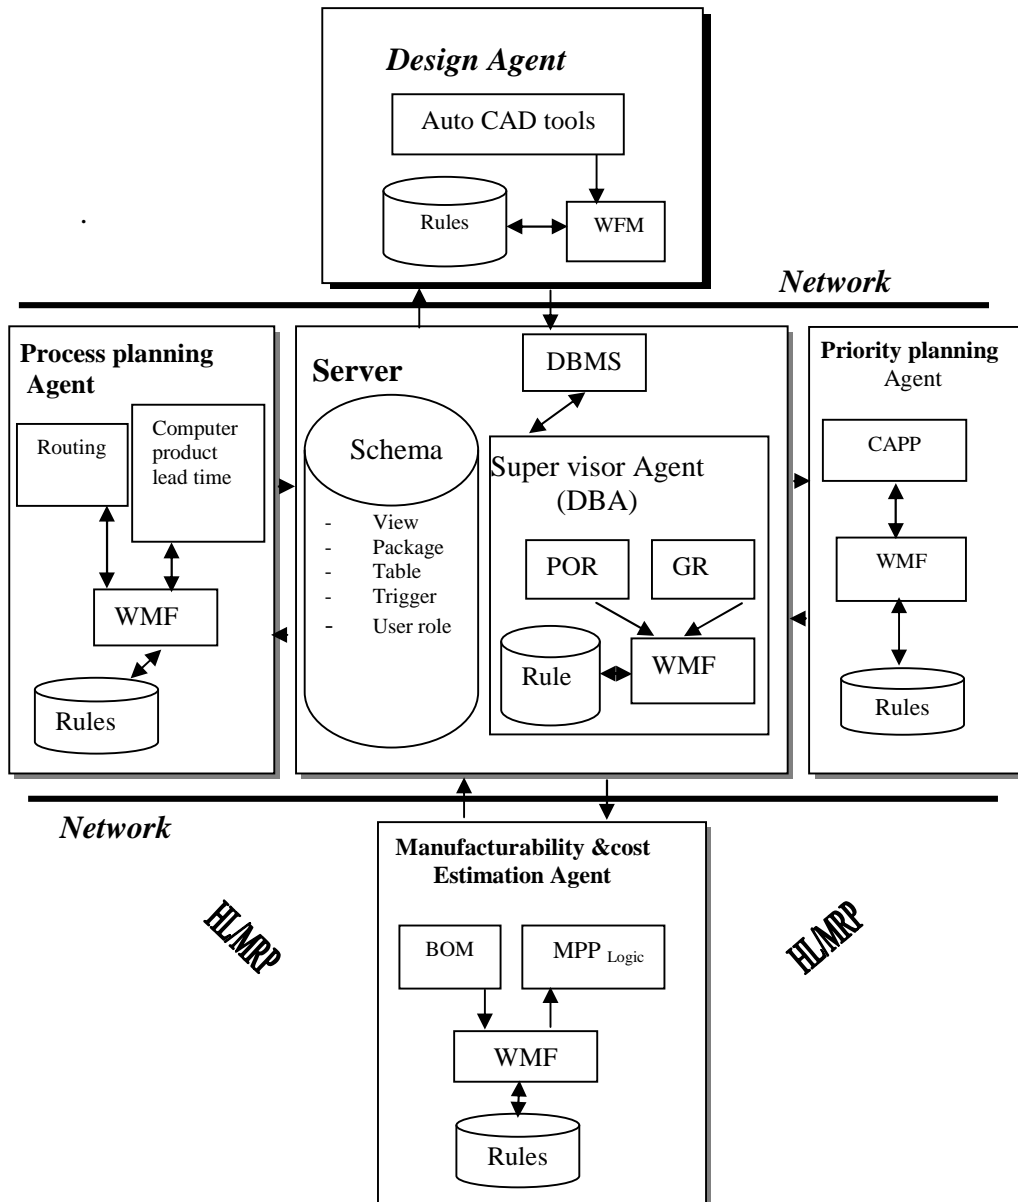 Design Agent
Auto CAD tools
Rules
WFM
.
Network
Process planning
Agent
Routing
Computer
product
lead time
WMF
Rules
Server
Schema
- View
- Package
- Table
- Trigger
- User role
DBMS
Super visor Agent
(DBA)
POR
GR
Rule
WMF
Priority planning
Agent
CAPP
WMF
Rules
Network
Manufacturability &cost
Estimation Agent
BOM
MPP Logic
WMF
Rules
HL/MRP
HL/MRP